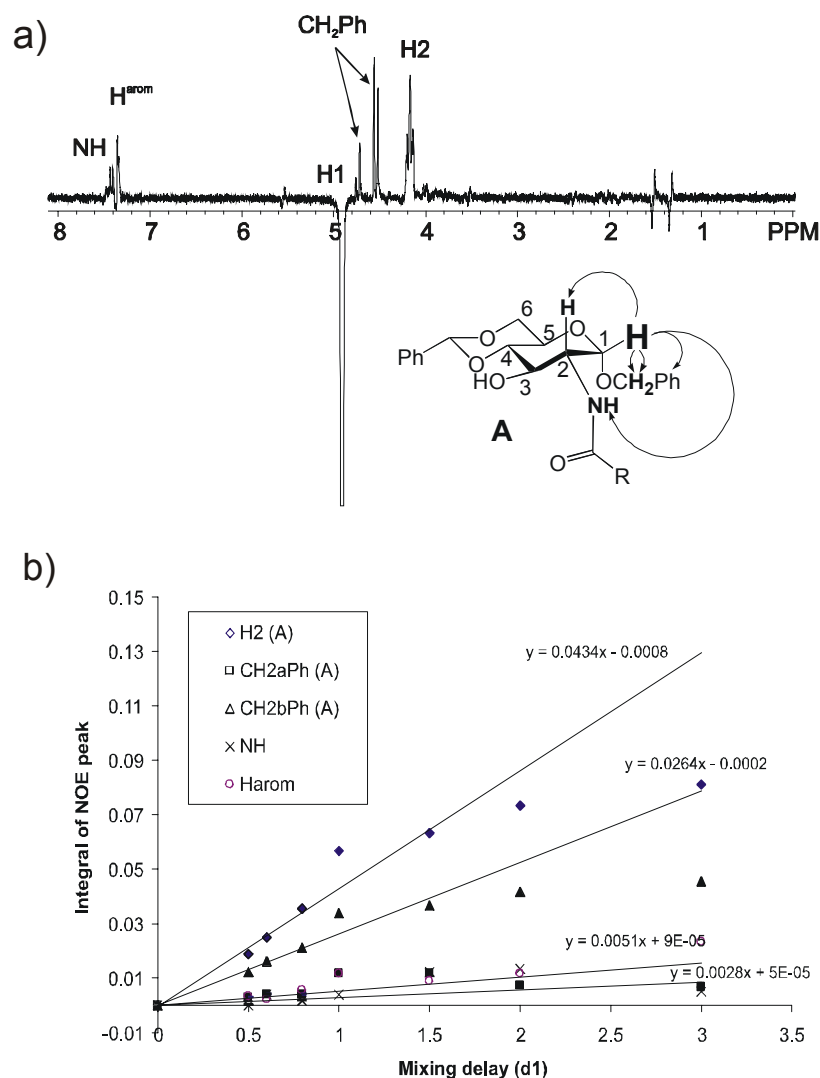 a)
CH₂Ph
H2
Hᵃʳᵒᵐ
NH
H1
8 7 6 5 4 3 2 1 PPM
H
6
5 O 1 H
O
Ph O 4
2
HO 3 OCH₂Ph
NH
A
O R
b)
0.15
0.13
0.11
0.09
0.07
0.05
0.03
0.01
-0.01
Integral of NOE peak
H2 (A)
CH2aPh (A)
CH2bPh (A)
NH
Harom
y = 0.0434x - 0.0008
y = 0.0264x - 0.0002
y = 0.0051x + 9E-05
y = 0.0028x + 5E-05
0 0.5 1 1.5 2 2.5 3 3.5
Mixing delay (d1)